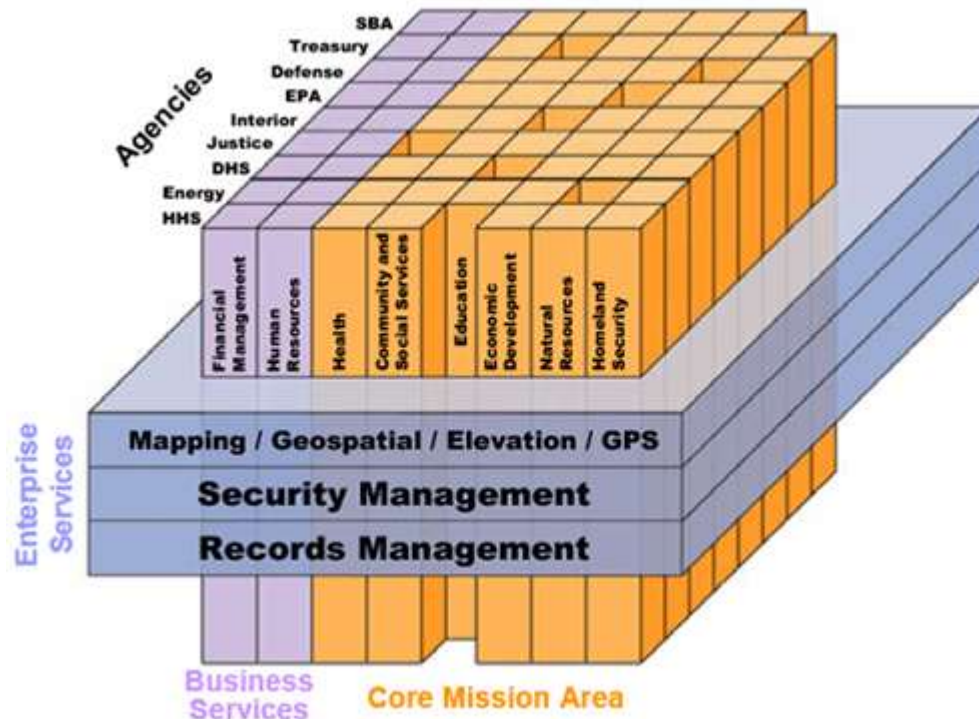 SBA
Treasury
Defense
EPA
Interior
Justice
DHS
Energy
HHS
Agencies
Financial
Management
Human
Resources
Health
Community and
Social Services
Education
Economic
Development
Natural
Resources
Homeland
Security
Mapping / Geospatial / Elevation / GPS
Security Management
Records Management
Enterprise
Services
Business
Services
Core Mission Area